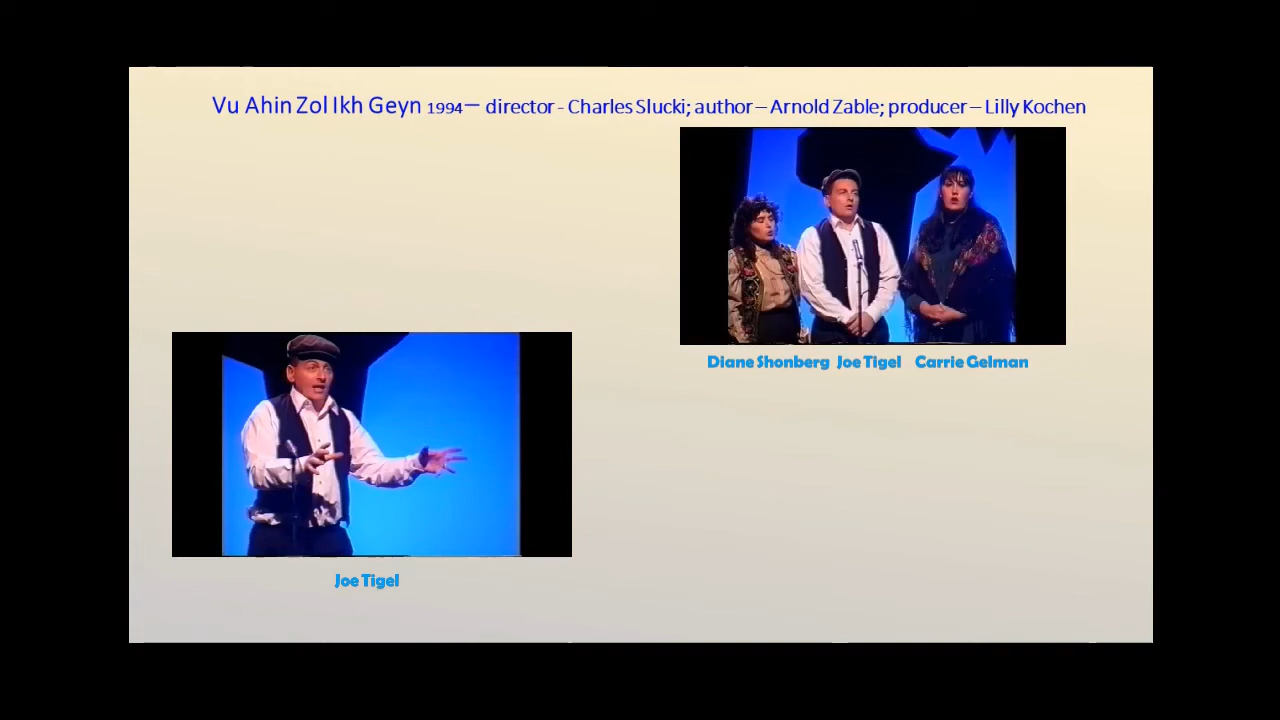 Vu Ahin Zol Ikh Geyn 1994— director - Charles Slucki; author – Arnold Zable; producer – Lilly Kochen
Diane Shonberg Joe Tigel Carrie Gelman
Joe Tigel